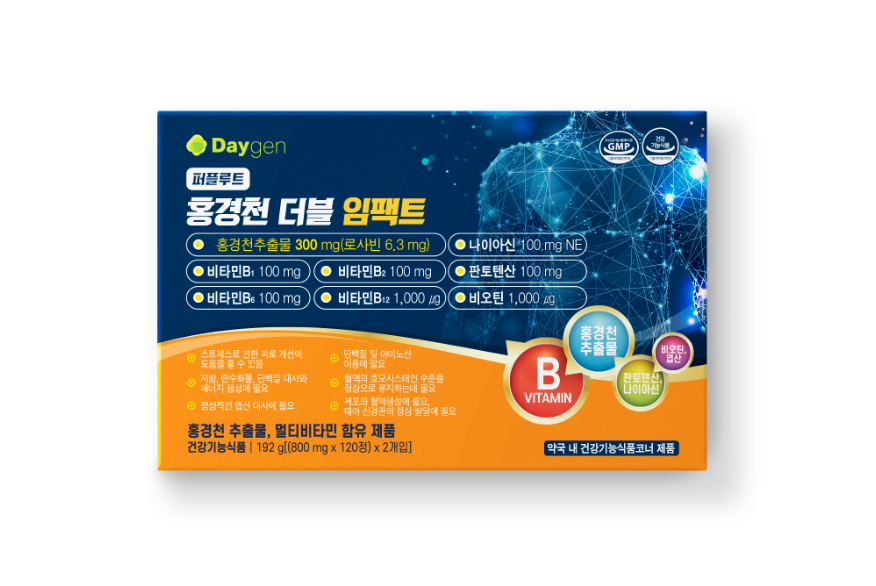 Daygen
GMP
건강
기능식품
퍼플루트
홍경천 더블 임팩트
홍경천추출물 300 mg(로사빈 6.3 mg)
나이아신 100 mg NE
비타민B₁ 100 mg
비타민B₂ 100 mg
판토텐산 100 mg
비타민B₆ 100 mg
비타민B₁₂ 1,000 ㎍
비오틴 1,000 ㎍
스트레스로 인한 피로 개선에
도움을 줄 수 있음
지방, 탄수화물, 단백질 대사와
에너지 생성에 필요
정상적인 엽산 대사에 필요
단백질 및 아미노산
이용에 필요
혈액의 호모시스테인 수준을
정상으로 유지하는데 필요
세포와 혈액생성에 필요,
태아 신경관의 정상 발달에 필요
B
VITAMIN
홍경천
추출물
비오틴,
엽산
판토텐산,
나이아신
홍경천 추출물, 멀티비타민 함유 제품
건강기능식품 | 192 g[(800 mg x 120정) x 2개입]
약국 내 건강기능식품코너 제품